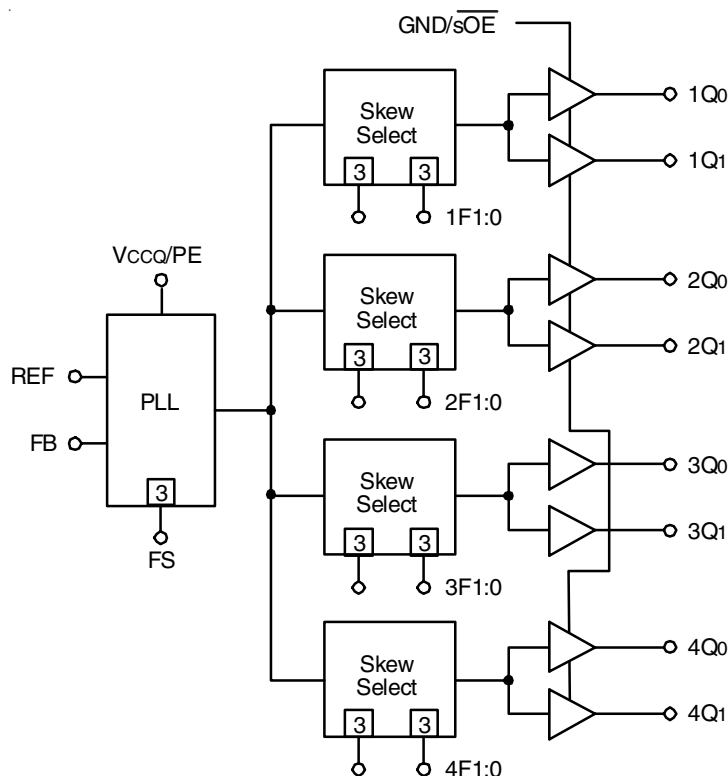 GND/sOE
Skew
Select
3 3
1F1:0
1Q0
1Q1
VCCQ/PE
Skew
Select
3 3
2F1:0
2Q0
2Q1
REF
FB
PLL
3
FS
Skew
Select
3 3
3F1:0
3Q0
3Q1
Skew
Select
3 3
4F1:0
4Q0
4Q1